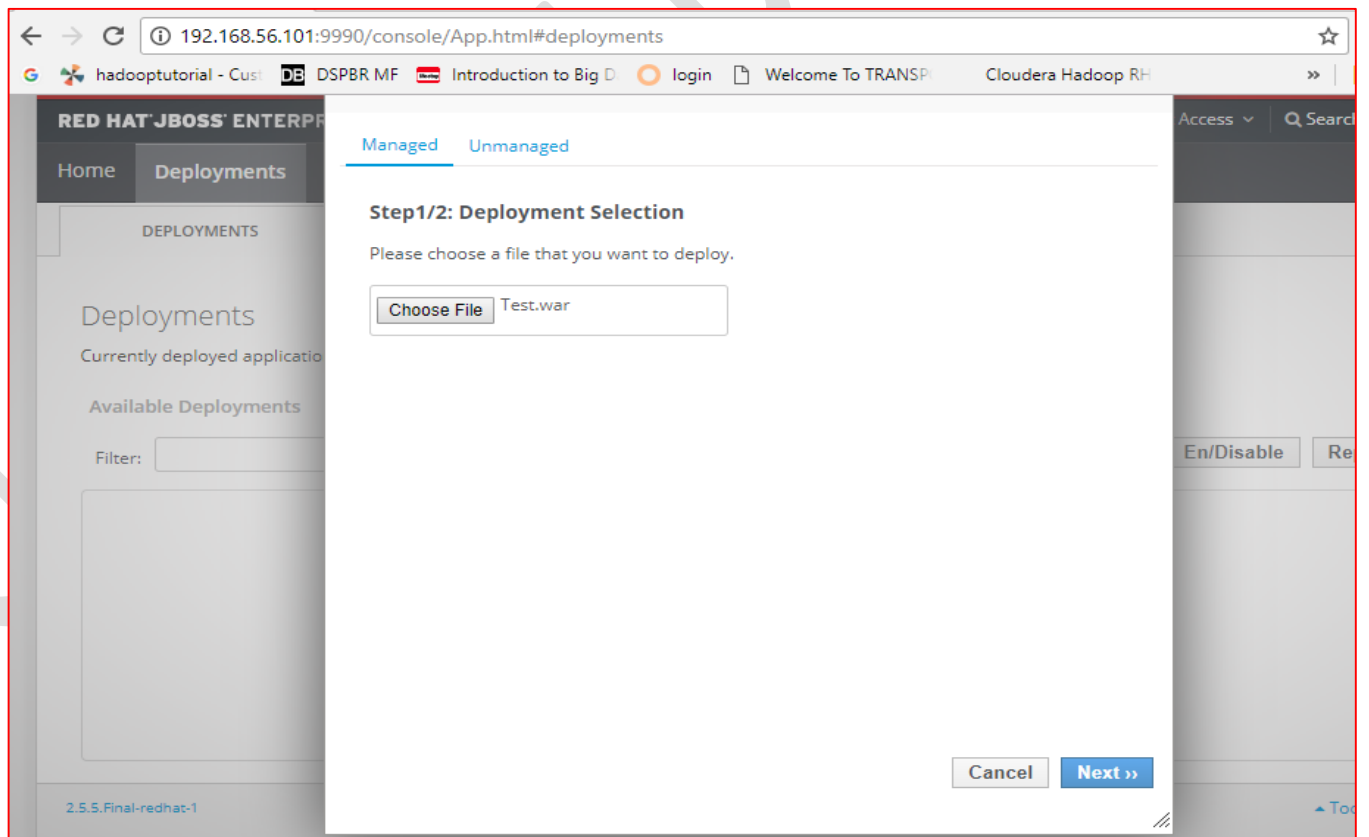 192.168.56.101:9990/console/App.html#deployments
G hadooptutorial - Cust DB DSPBR MF Introduction to Big D login Welcome To TRANSP Cloudera Hadoop RH »
RED HAT JBOSS ENTERPR
Access
Search
Home Deployments
Managed Unmanaged
DEPLOYMENTS
Step1/2: Deployment Selection
Please choose a file that you want to deploy.
Choose File Test.war
Deployments
Currently deployed applicatio
Available Deployments
Filter:
En/Disable Re
Cancel Next ››
2.5.5.Final-redhat-1
Too